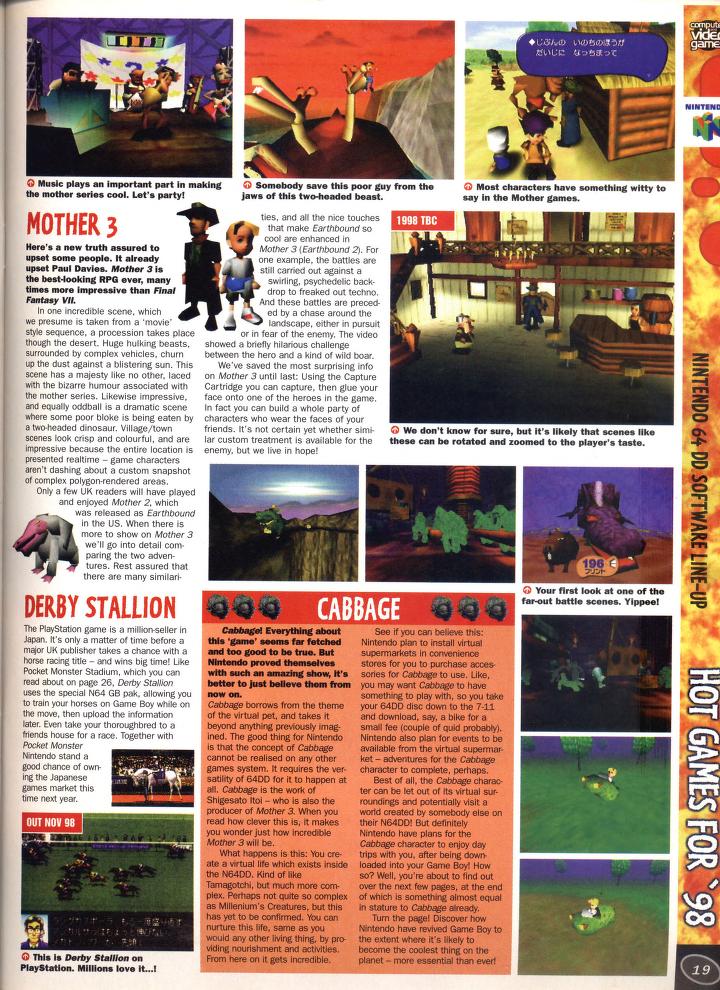 computer
video
games
NINTENDO
◆じぶんの いのちのほうが
だいじに なっちまって
Music plays an important part in making
the mother series cool. Let's party!
Somebody save this poor guy from the
jaws of this two-headed beast.
Most characters have something witty to
say in the Mother games.
MOTHER 3
Here's a new truth assured to
upset some people. It already
upset Paul Davies. Mother 3 is
the best-looking RPG ever, many
times more impressive than Final
Fantasy VII.
In one incredible scene, which
we presume is taken from a 'movie'
style sequence, a procession takes place
though the desert. Huge hulking beasts,
surrounded by complex vehicles, churn
up the dust against a blistering sun. This
scene has a majesty like no other, laced
with the bizarre humour associated with
the mother series. Likewise impressive,
and equally oddball is a dramatic scene
where some poor bloke is being eaten by
a two-headed dinosaur. Village/town
scenes look crisp and colourful, and are
impressive because the entire location is
presented realtime – game characters
aren't dashing about a custom snapshot
of complex polygon-rendered areas.
Only a few UK readers will have played
and enjoyed Mother 2, which
was released as Earthbound
in the US. When there is
more to show on Mother 3
we'll go into detail com-
paring the two adven-
tures. Rest assured that
there are many similari-
ties, and all the nice touches
that make Earthbound so
cool are enhanced in
Mother 3 (Earthbound 2). For
one example, the battles are
still carried out against a
swirling, psychedelic back-
drop to freaked out techno.
And these battles are preced-
ed by a chase around the
landscape, either in pursuit
or in fear of the enemy. The video
showed a briefly hilarious challenge
between the hero and a kind of wild boar.
We've saved the most surprising info
on Mother 3 until last: Using the Capture
Cartridge you can capture, then glue your
face onto one of the heroes in the game.
In fact you can build a whole party of
characters who wear the faces of your
friends. It's not certain yet whether simi-
lar custom treatment is available for the
enemy, but we live in hope!
1998 TBC
We don't know for sure, but it's likely that scenes like
these can be rotated and zoomed to the player's taste.
196
Your first look at one of the
far-out battle scenes. Yippee!
DERBY STALLION
The PlayStation game is a million-seller in
Japan. It's only a matter of time before a
major UK publisher takes a chance with a
horse racing title – and wins big time! Like
Pocket Monster Stadium, which you can
read about on page 26, Derby Stallion
uses the special N64 GB pak, allowing you
to train your horses on Game Boy while on
the move, then upload the information
later. Even take your thoroughbred to a
friends house for a race. Together with
Pocket Monster
Nintendo stand a
good chance of own-
ing the Japanese
games market this
time next year.
OUT NOV 98
This is Derby Stallion on
PlayStation. Millions love it...!
CABBAGE
Cabbage! Everything about
this 'game' seems far fetched
and too good to be true. But
Nintendo proved themselves
with such an amazing show, it's
better to just believe them from
now on.
Cabbage borrows from the theme
of the virtual pet, and takes it
beyond anything previously imag-
ined. The good thing for Nintendo
is that the concept of Cabbage
cannot be realised on any other
games system. It requires the ver-
satility of 64DD for it to happen at
all. Cabbage is the work of
Shigesato Itoi – who is also the
producer of Mother 3. When you
read how clever this is, it makes
you wonder just how incredible
Mother 3 will be.
What happens is this: You cre-
ate a virtual life which exists inside
the N64DD. Kind of like
Tamagotchi, but much more com-
plex. Perhaps not quite so complex
as Millenium's Creatures, but this
has yet to be confirmed. You can
nurture this life, same as you
would any other living thing, by pro-
viding nourishment and activities.
From here on it gets incredible.
See if you can believe this:
Nintendo plan to install virtual
supermarkets in convenience
stores for you to purchase acces-
sories for Cabbage to use. Like,
you may want Cabbage to have
something to play with, so you take
your 64DD disc down to the 7-11
and download, say, a bike for a
small fee (couple of quid probably).
Nintendo also plan for events to be
available from the virtual supermar-
ket – adventures for the Cabbage
character to complete, perhaps.
Best of all, the Cabbage charac-
ter can be let out of its virtual sur-
roundings and potentially visit a
world created by somebody else on
their N64DD! But definitely
Nintendo have plans for the
Cabbage character to enjoy day
trips with you, after being down-
loaded into your Game Boy! How
so? Well, you're about to find out
over the next few pages, at the end
of which is something almost equal
in stature to Cabbage already.
Turn the page! Discover how
Nintendo have revived Game Boy to
the extent where it's likely to
become the coolest thing on the
planet – more essential than ever!
NINTENDO 64 DD SOFTWARE LINE-UP
HOT GAMES FOR '98
19